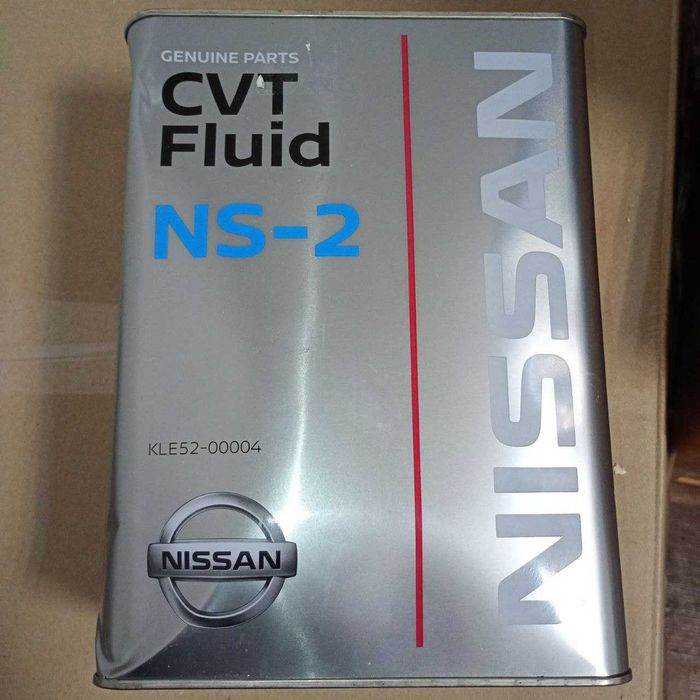 GENUINE PARTS
CVT
Fluid
NS-2
KLE52-00004
NISSAN
NISSAN